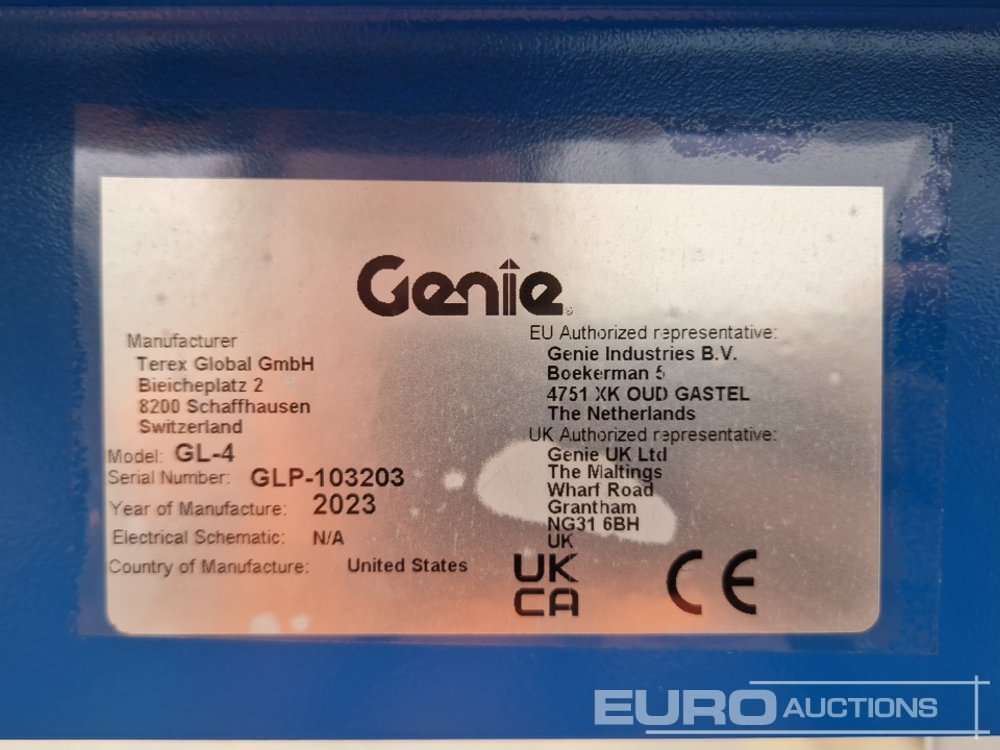 Genie
Manufacturer
Terex Global GmbH
Bieicheplatz 2
8200 Schaffhausen
Switzerland
Model: GL-4
Serial Number: GLP-103203
Year of Manufacture: 2023
Electrical Schematic: N/A
Country of Manufacture: United States
EU Authorized representative:
Genie Industries B.V.
Boekerman 5
4751 XK OUD GASTEL
The Netherlands
UK Authorized representative:
Genie UK Ltd
The Maltings
Wharf Road
Grantham
NG31 6BH
UK
UK
CA
CE
EURO AUCTIONS